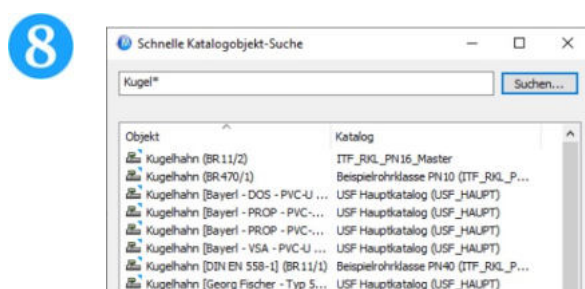 8
Schnelle Katalogobjekt-Suche
Kugel*
Suchen...
Objekt Katalog
Kugelhahn (BR11/2) ITF_RKL_PN16_Master
Kugelhahn (BR470/1) Beispielrohrklasse PN10 (ITF_RKL_P...
Kugelhahn [Bayerl - DOS - PVC-U ... USF Hauptkatalog (USF_HAUPT)
Kugelhahn [Bayerl - PROP - PVC-... USF Hauptkatalog (USF_HAUPT)
Kugelhahn [Bayerl - PROP - PVC-... USF Hauptkatalog (USF_HAUPT)
Kugelhahn [Bayerl - VSA - PVC-U ... USF Hauptkatalog (USF_HAUPT)
Kugelhahn [DIN EN 558-1] (BR11/1) Beispielrohrklasse PN40 (ITF_RKL_P...
Kugelhahn [Georg Fischer - Typ 5... USF Hauptkatalog (USF_HAUPT)